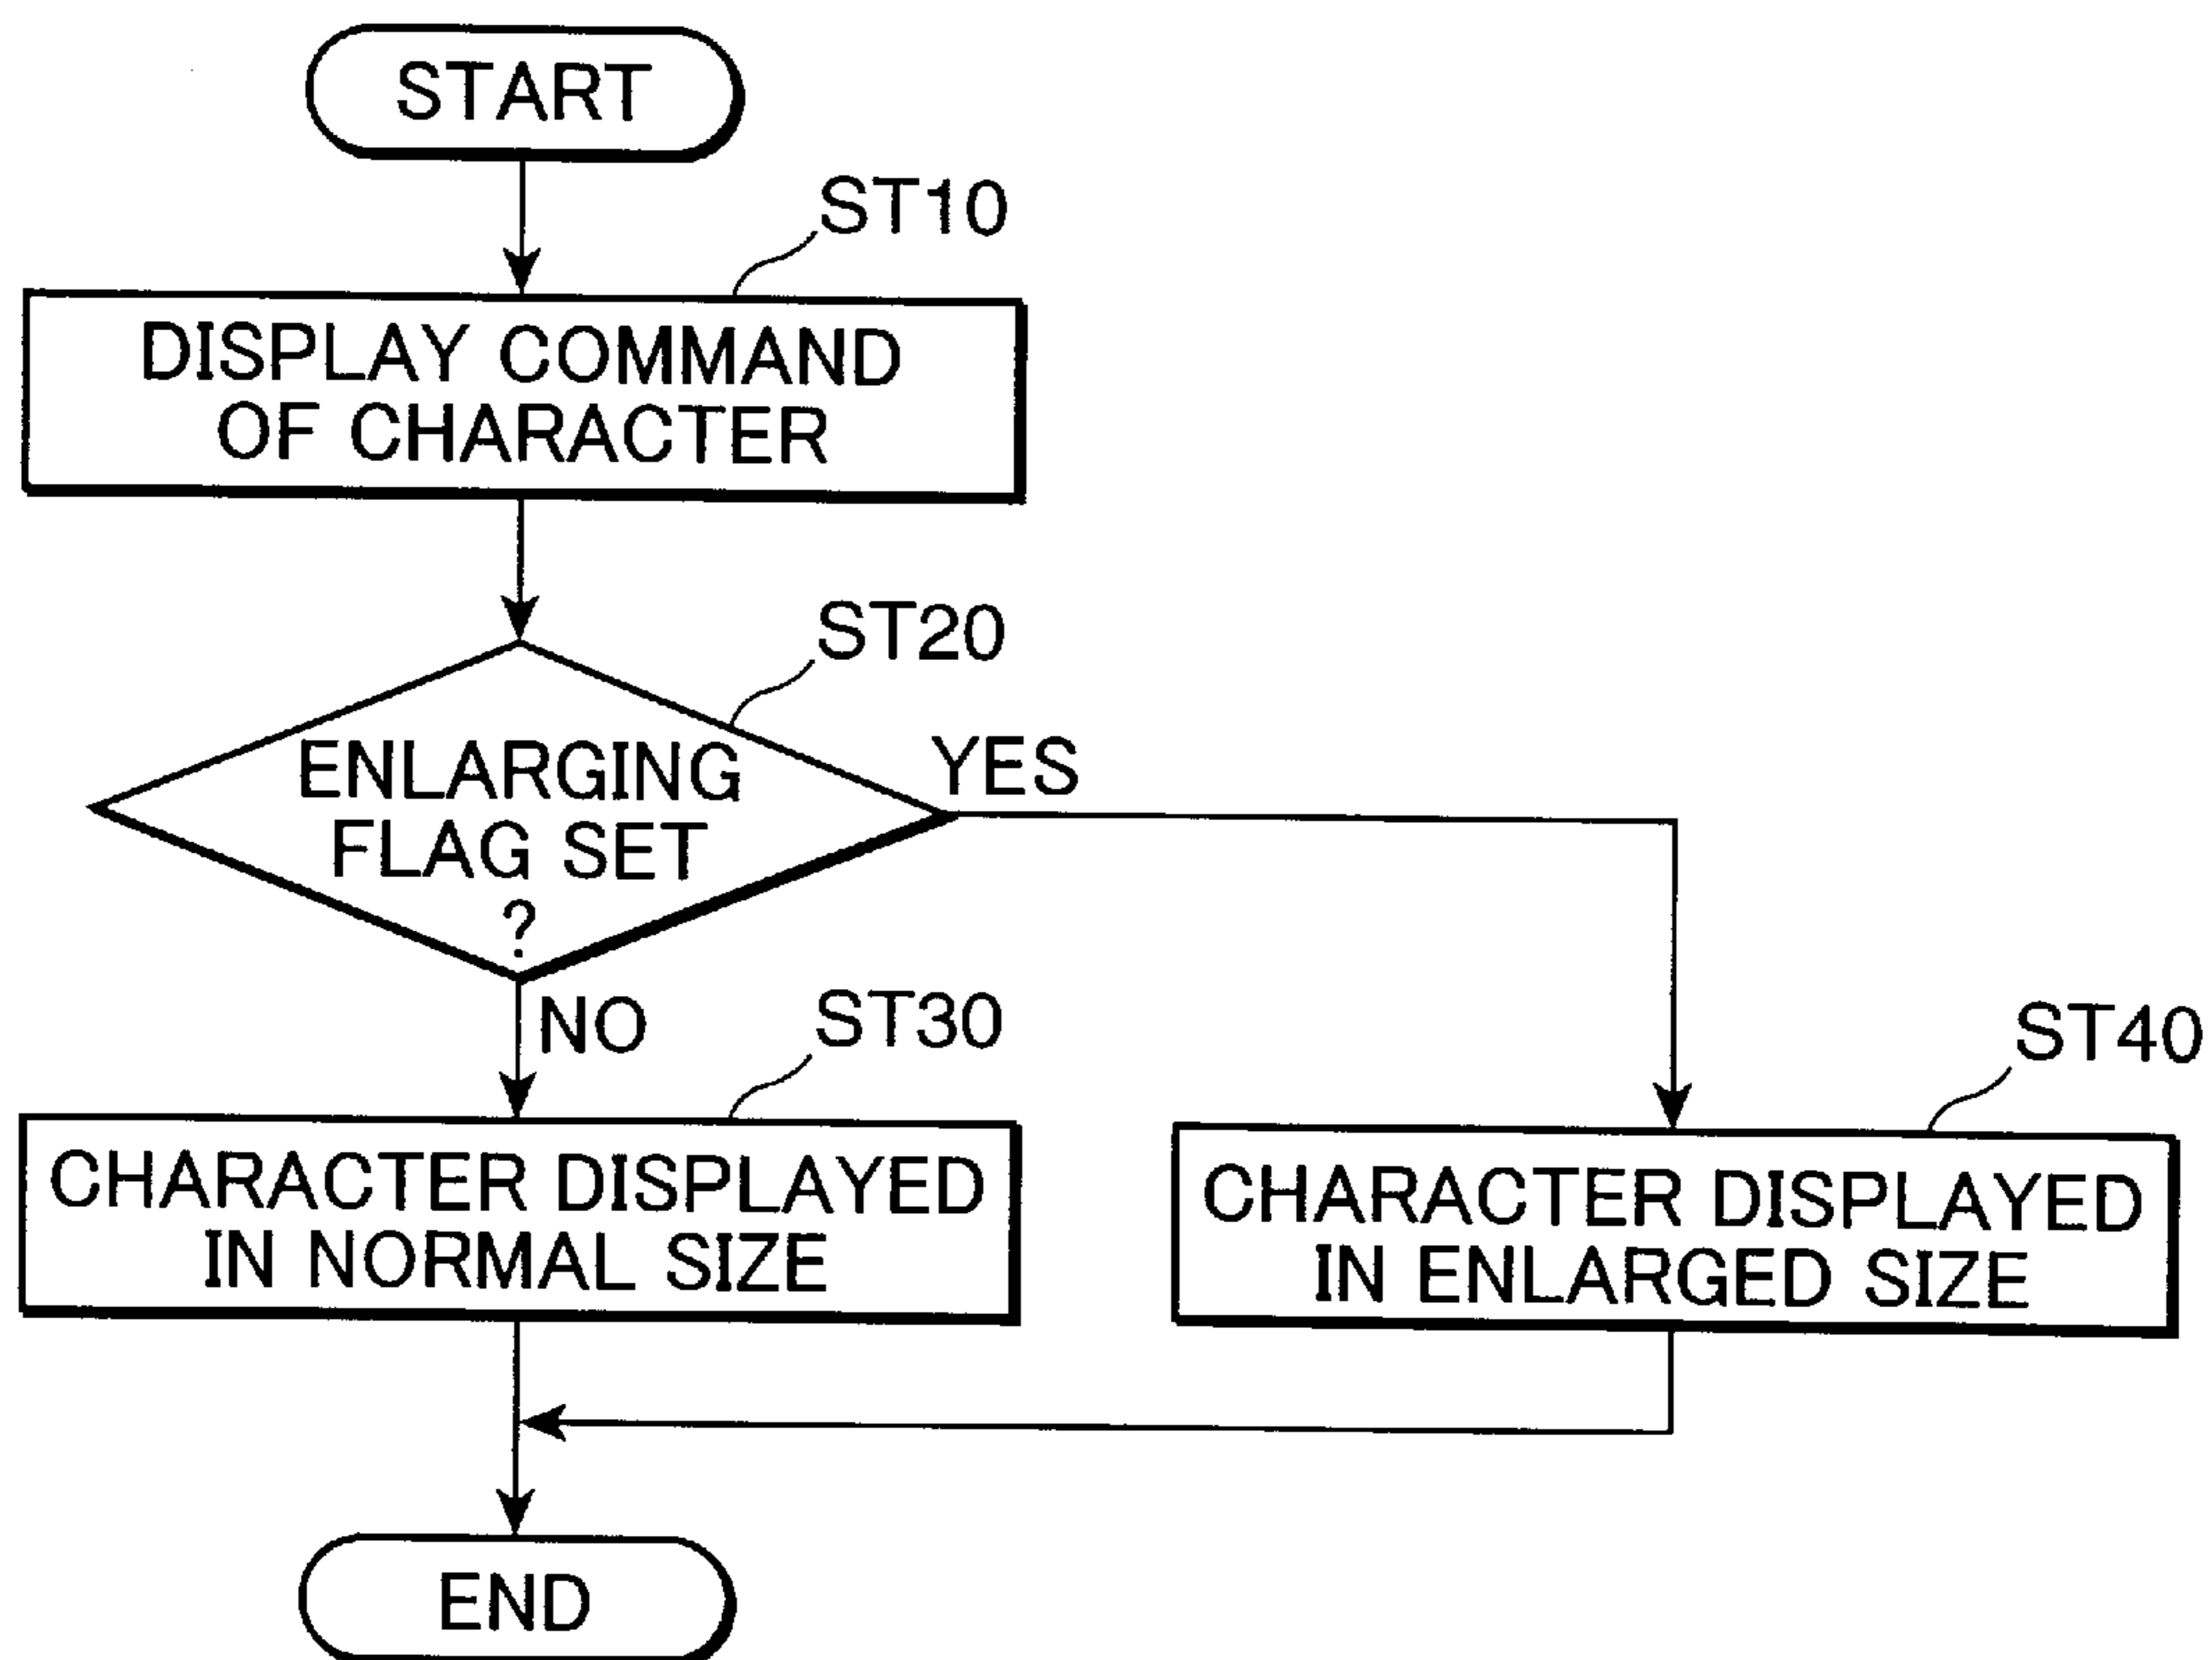 START
ST10
DISPLAY COMMAND
OF CHARACTER
ST20
ENLARGING
FLAG SET
?
YES
NO
ST30
CHARACTER DISPLAYED
IN NORMAL SIZE
ST40
CHARACTER DISPLAYED
IN ENLARGED SIZE
END